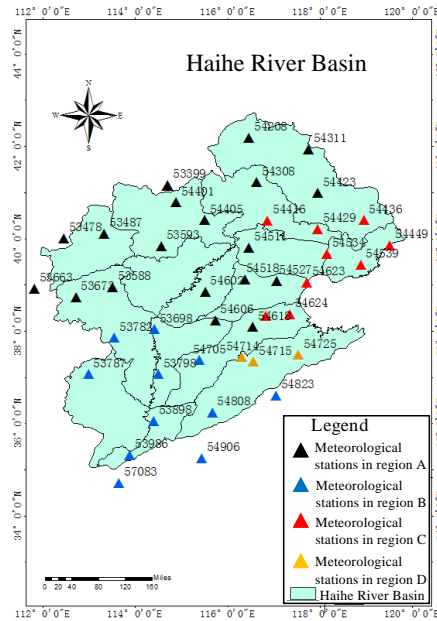 112° 0'0"E 114° 0'0"E 116° 0'0"E 118° 0'0"E 120° 0'0"E
44° 0'0"N
42° 0'0"N
40° 0'0"N
38° 0'0"N
36° 0'0"N
34° 0'0"N
Haihe River Basin
N
W E
S
54208
54311
53399
54308
54401
54423
54405
54416
54429
54436
53478
53487
53593
54511
54534
54449
54539
53663
53673
53588
54602
54518
54527
54623
53782
53698
54606
54618
54624
53787
53798
54705
54714
54715
54725
53898
54808
54823
53986
54906
57083
Legend
Meteorological
stations in region A
Meteorological
stations in region B
Meteorological
stations in region C
Meteorological
stations in region D
Haihe River Basin
Miles
0 20 40 80 120 160